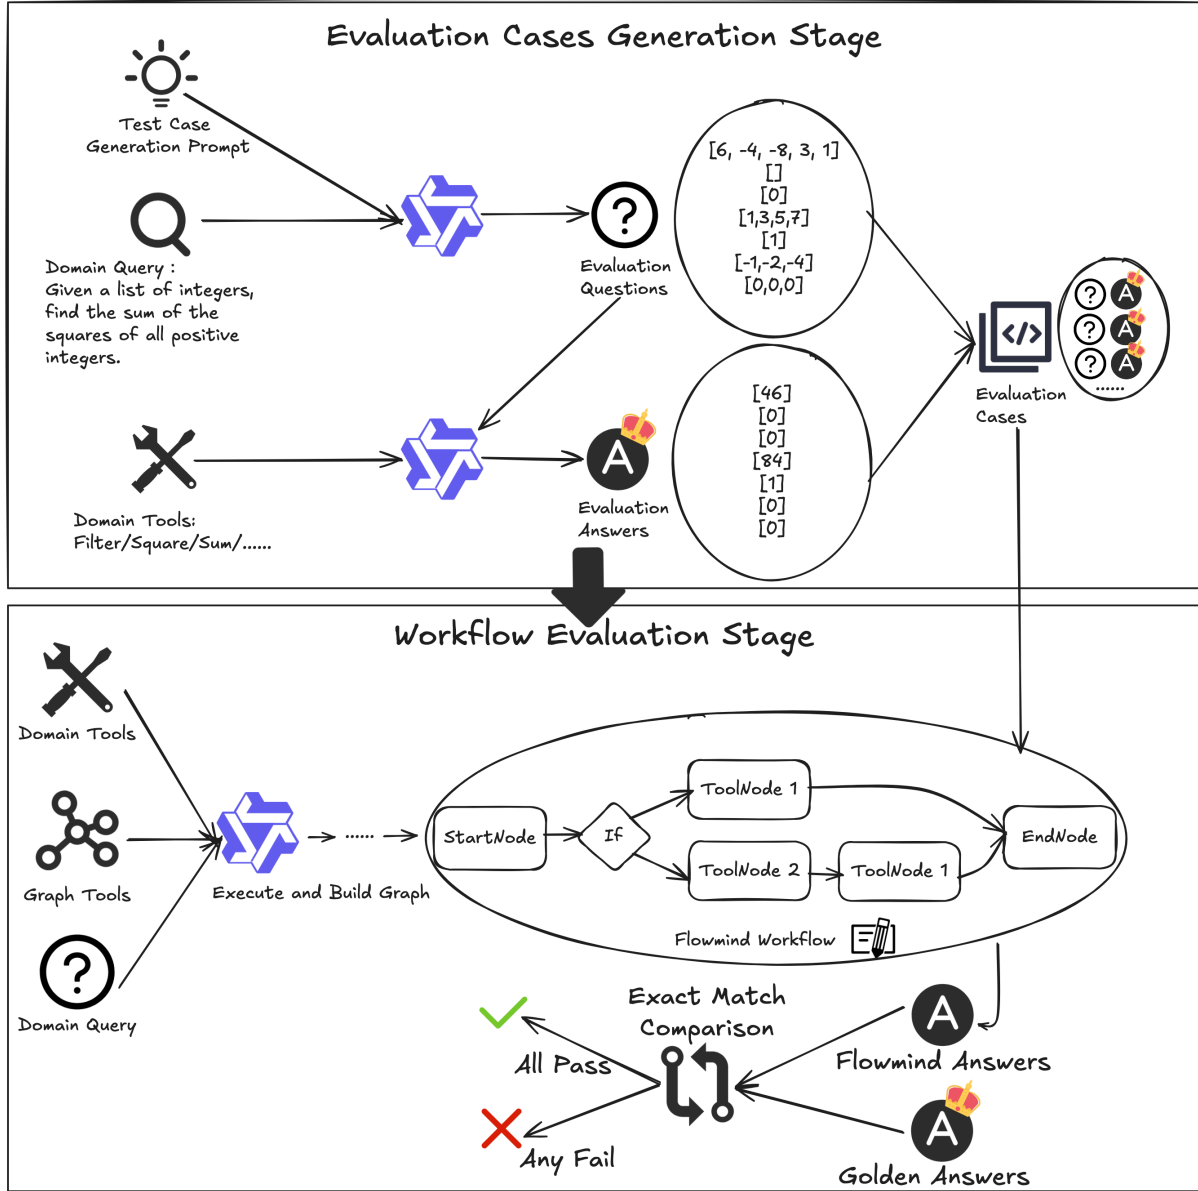 Evaluation Cases Generation Stage
Test Case
Generation Prompt
Domain Query :
Given a list of integers,
find the sum of the
squares of all positive
integers.
?
Evaluation
Questions
[6, -4, -8, 3, 1]
[]
[0]
[1,3,5,7]
[1]
[-1,-2,-4]
[0,0,0]
Domain Tools:
Filter/Square/Sum/......
A
Evaluation
Answers
[46]
[0]
[0]
[84]
[1]
[0]
[0]
</>
Evaluation
Cases
? A
? A
? A
......
Workflow Evaluation Stage
Domain Tools
Graph Tools
?
Domain Query
Execute and Build Graph
......
StartNode
If
ToolNode 1
ToolNode 2
ToolNode 1
EndNode
Flowmind Workflow
Exact Match
Comparison
All Pass
Any Fail
A
Flowmind Answers
A
Golden Answers